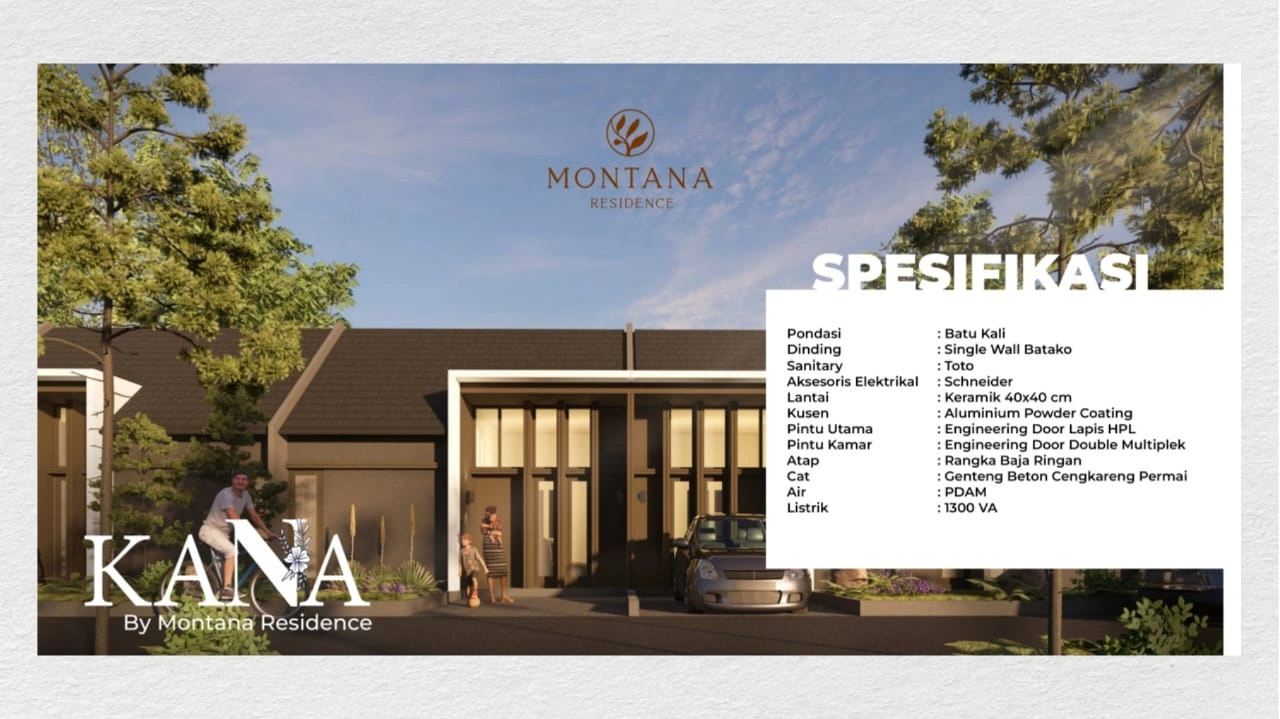 MONTANA
RESIDENCE
SPESIFIKASI
Pondasi : Batu Kali
Dinding : Single Wall Batako
Sanitary : Toto
Aksesoris Elektrikal : Schneider
Lantai : Keramik 40x40 cm
Kusen : Aluminium Powder Coating
Pintu Utama : Engineering Door Lapis HPL
Pintu Kamar : Engineering Door Double Multiplek
Atap : Rangka Baja Ringan
Cat : Genteng Beton Cengkareng Permai
Air : PDAM
Listrik : 1300 VA
KANA
By Montana Residence